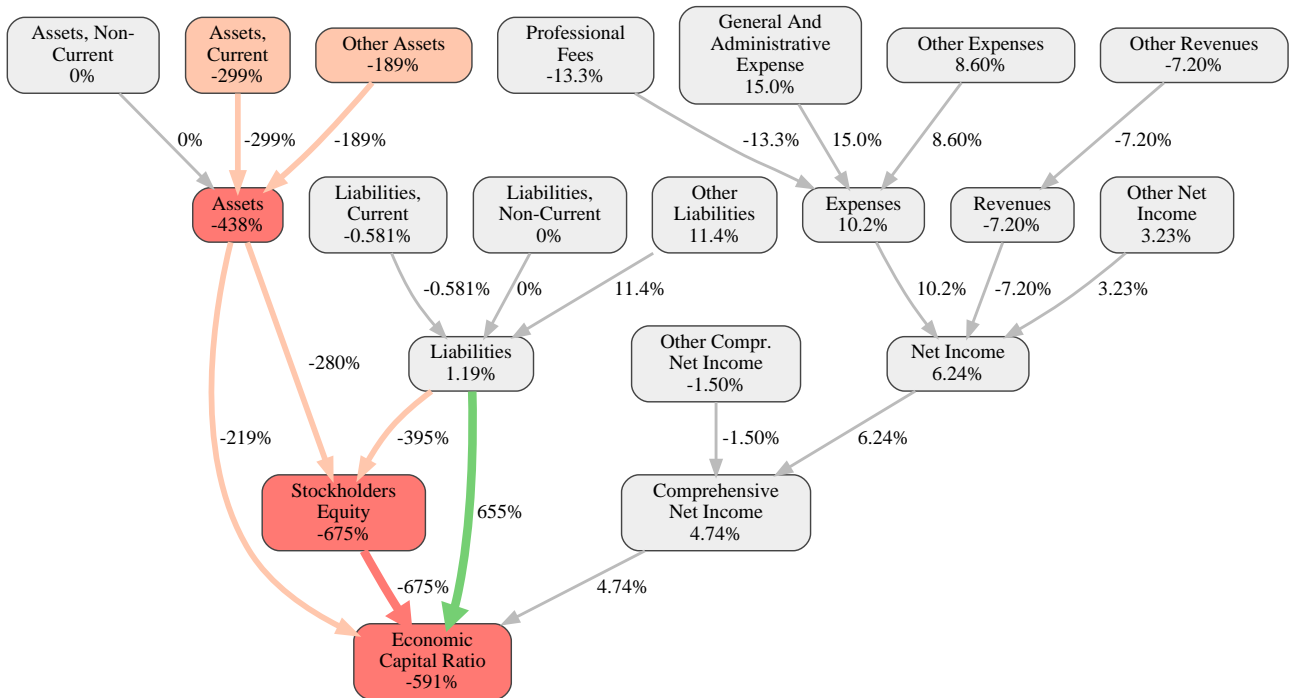 Assets, Non-
Current
0%
Assets,
Current
-299%
Other Assets
-189%
Professional
Fees
-13.3%
General And
Administrative
Expense
15.0%
Other Expenses
8.60%
Other Revenues
-7.20%
0%
-299%
-189%
-13.3%
15.0%
8.60%
-7.20%
Assets
-438%
Liabilities,
Current
-0.581%
Liabilities,
Non-Current
0%
Other
Liabilities
11.4%
Expenses
10.2%
Revenues
-7.20%
Other Net
Income
3.23%
-0.581%
0%
11.4%
10.2%
-7.20%
3.23%
-280%
Liabilities
1.19%
Other Compr.
Net Income
-1.50%
Net Income
6.24%
-219%
-395%
-1.50%
6.24%
Stockholders
Equity
-675%
655%
Comprehensive
Net Income
4.74%
-675%
4.74%
Economic
Capital Ratio
-591%